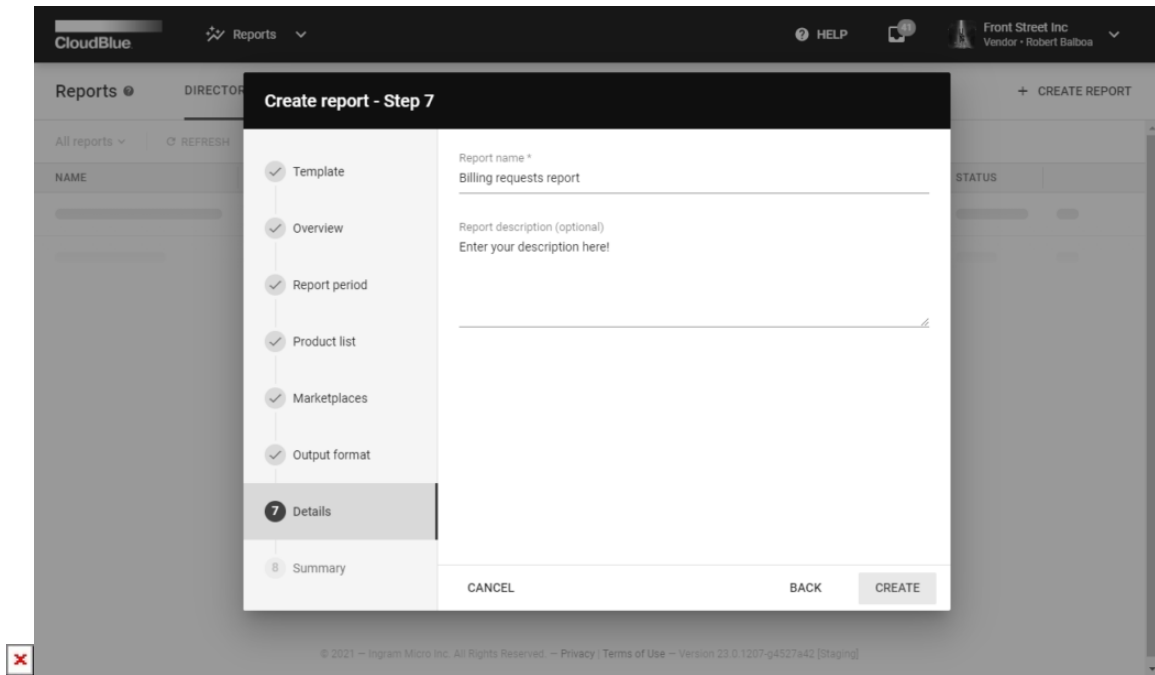 CloudBlue
Reports
HELP
41
Front Street Inc
Vendor • Robert Balboa
Reports
DIRECTOR
+ CREATE REPORT
All reports
REFRESH
NAME
STATUS
Create report - Step 7
Template
Overview
Report period
Product list
Marketplaces
Output format
7 Details
8 Summary
Report name *
Billing requests report
Report description (optional)
Enter your description here!
CANCEL
BACK
CREATE
© 2021 — Ingram Micro Inc. All Rights Reserved. — Privacy | Terms of Use — Version 23.0.1207-g4527a42 [Staging]